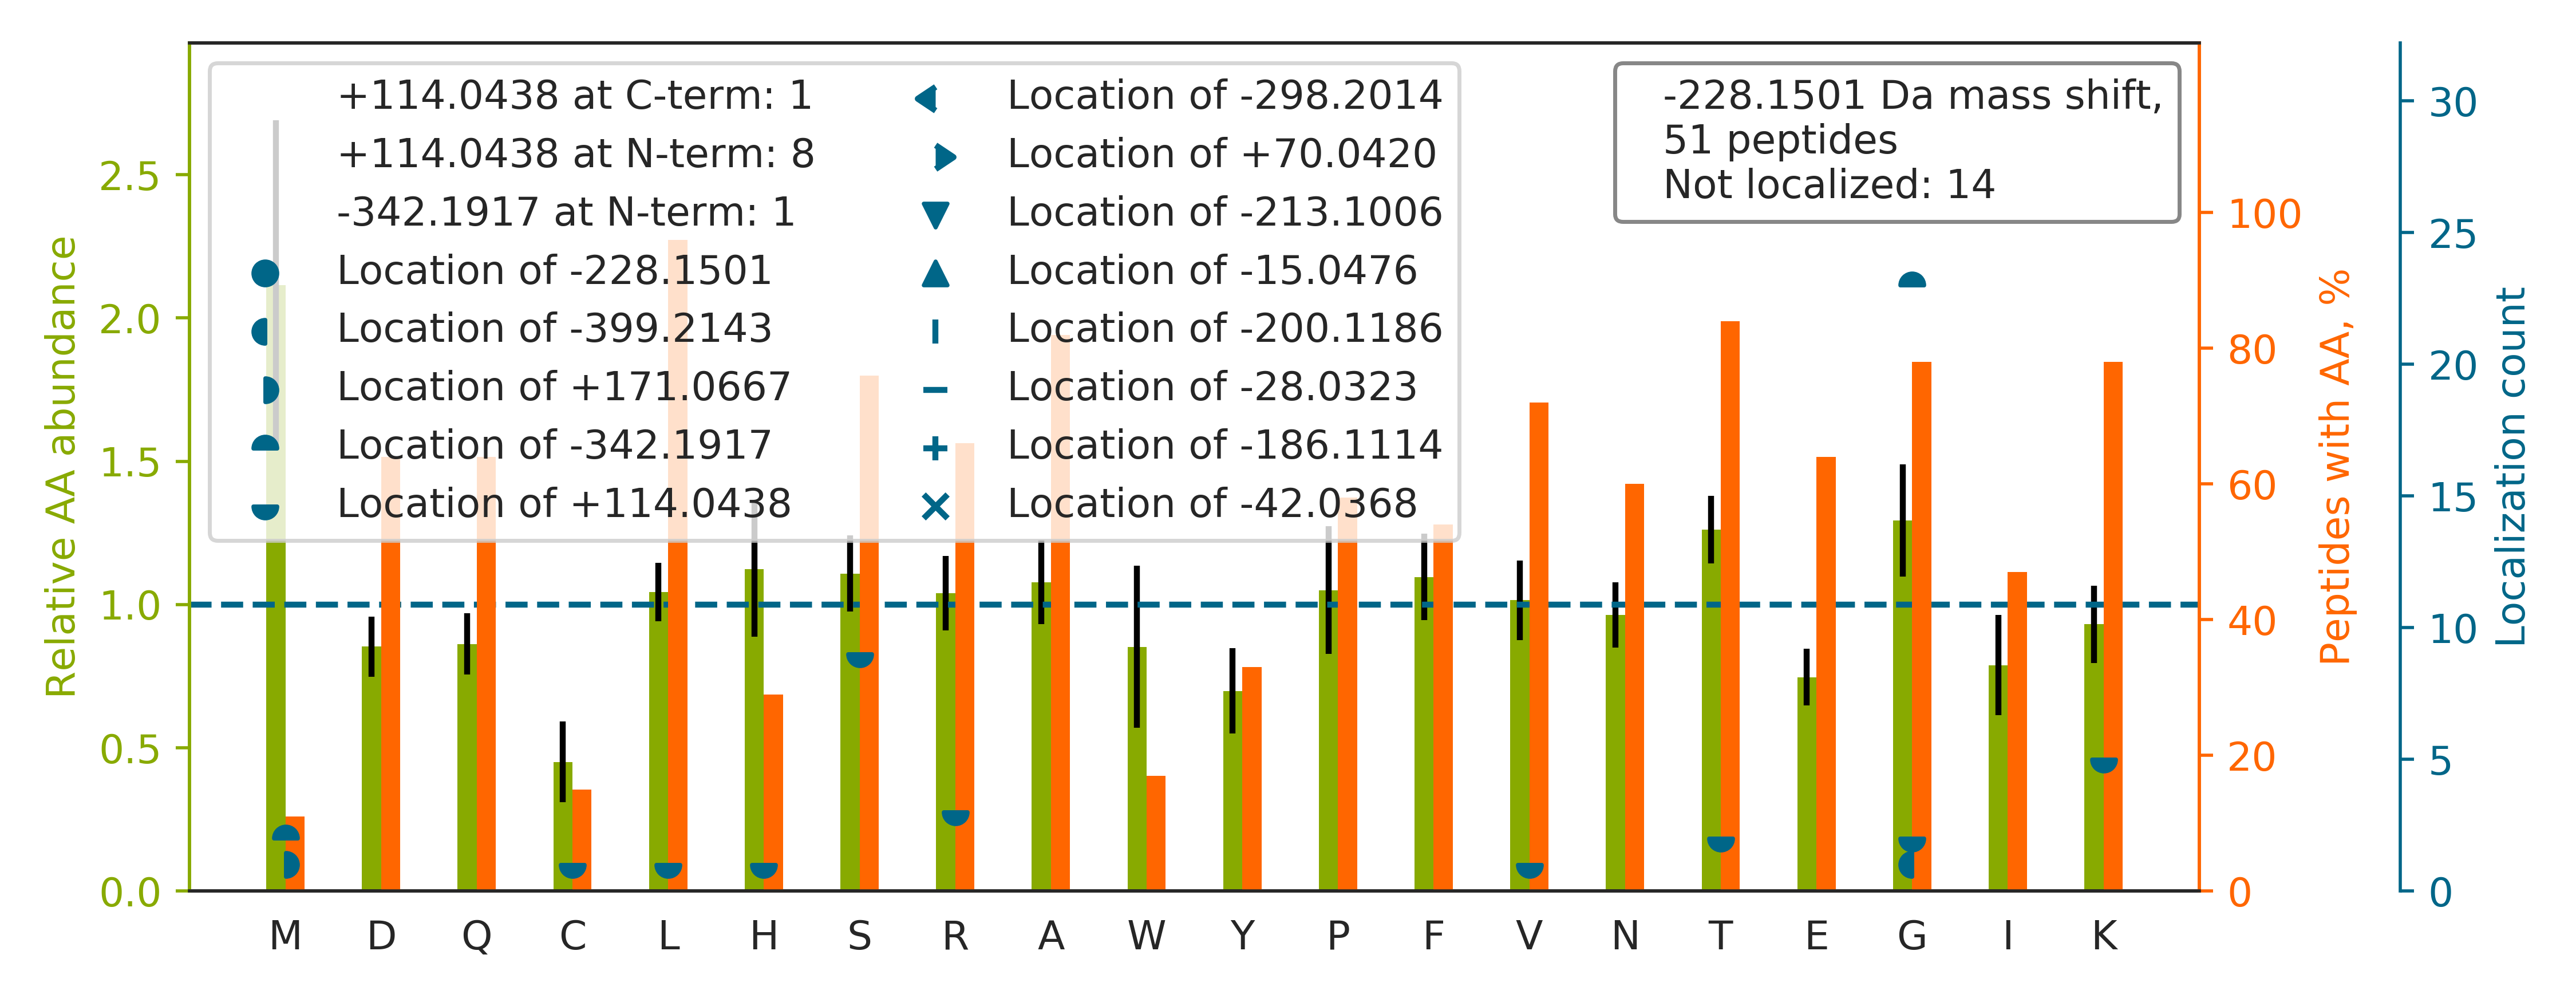 +114.0438 at C-term: 1
+114.0438 at N-term: 8
-342.1917 at N-term: 1
Location of -228.1501
Location of -399.2143
Location of +171.0667
Location of -342.1917
Location of +114.0438
Location of -298.2014
Location of +70.0420
Location of -213.1006
Location of -15.0476
Location of -200.1186
Location of -28.0323
Location of -186.1114
Location of -42.0368
-228.1501 Da mass shift,
51 peptides
Not localized: 14
Relative AA abundance
2.5
2.0
1.5
1.0
0.5
0.0
M D Q C L H S R A W Y P F V N T E G I K
100
80
60
40
20
0
Peptides with AA, %
30
25
20
15
10
5
0
Localization count